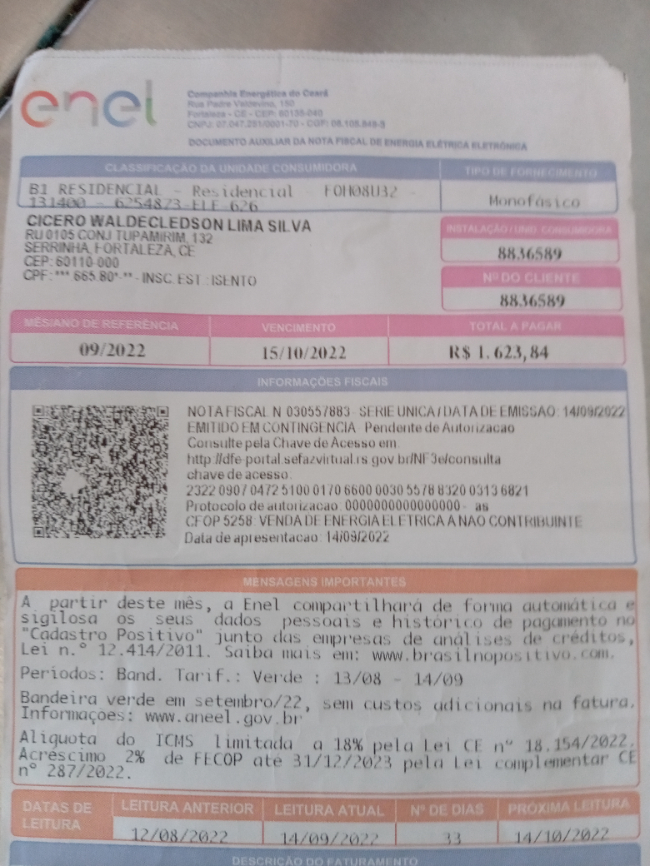 enel
Companhia Energética do Ceará
Rua Padre Valdevino, 150
Fortaleza - CE - CEP: 60135-040
CNPJ: 07.047.251/0001-70 - CGF: 06.105.848-3
DOCUMENTO AUXILIAR DA NOTA FISCAL DE ENERGIA ELÉTRICA ELETRÔNICA
CLASSIFICAÇÃO DA UNIDADE CONSUMIDORA
TIPO DE FORNECIMENTO
B1 RESIDENCIAL - Residencial - FOM08U32 -
131400 - 6254823-ELF 626
Monofásico
CICERO WALDECLEDSON LIMA SILVA
RU 0105 CONJ TUPAMIRIM, 132
SERRINHA, FORTALEZA, CE
CEP: 60110-000
CPF: ***.665.80*-** - INSC. EST.: ISENTO
INSTALAÇÃO / UNID. CONSUMIDORA
8836589
Nº DO CLIENTE
8836589
MÊS/ANO DE REFERÊNCIA
VENCIMENTO
TOTAL A PAGAR
09/2022
15/10/2022
R$ 1.623,84
INFORMAÇÕES FISCAIS
NOTA FISCAL N 030557883 - SERIE UNICA / DATA DE EMISSAO: 14/09/2022
EMITIDO EM CONTINGENCIA Pendente de Autorizacao
Consulte pela Chave de Acesso em:
http://dfe-portal.sefazvirtual.rs.gov.br/NF3e/consulta
chave de acesso:
2322 0907 0472 5100 0170 6600 0030 5578 8320 0313 6821
Protocolo de autorizacao: 0000000000000000 - as
CFOP 5258: VENDA DE ENERGIA ELETRICA A NAO CONTRIBUINTE
Data de apresentacao: 14/09/2022
MENSAGENS IMPORTANTES
A partir deste mês, a Enel compartilhará de forma automática e
sigilosa os seus dados pessoais e histórico de pagamento no
"Cadastro Positivo" junto das empresas de análises de créditos,
Lei n.º 12.414/2011. Saiba mais em: www.brasilnopositivo.com.
Períodos: Band. Tarif.: Verde : 13/08 - 14/09
Bandeira verde em setembro/22, sem custos adicionais na fatura.
Informações: www.aneel.gov.br
Alíquota do ICMS limitada a 18% pela Lei CE nº 18.154/2022.
Acréscimo 2% de FECOP até 31/12/2023 pela Lei complementar CE
nº 287/2022.
DATAS DE
LEITURA
LEITURA ANTERIOR
LEITURA ATUAL
Nº DE DIAS
PRÓXIMA LEITURA
12/08/2022
14/09/2022
33
14/10/2022
DESCRIÇÃO DO FATURAMENTO